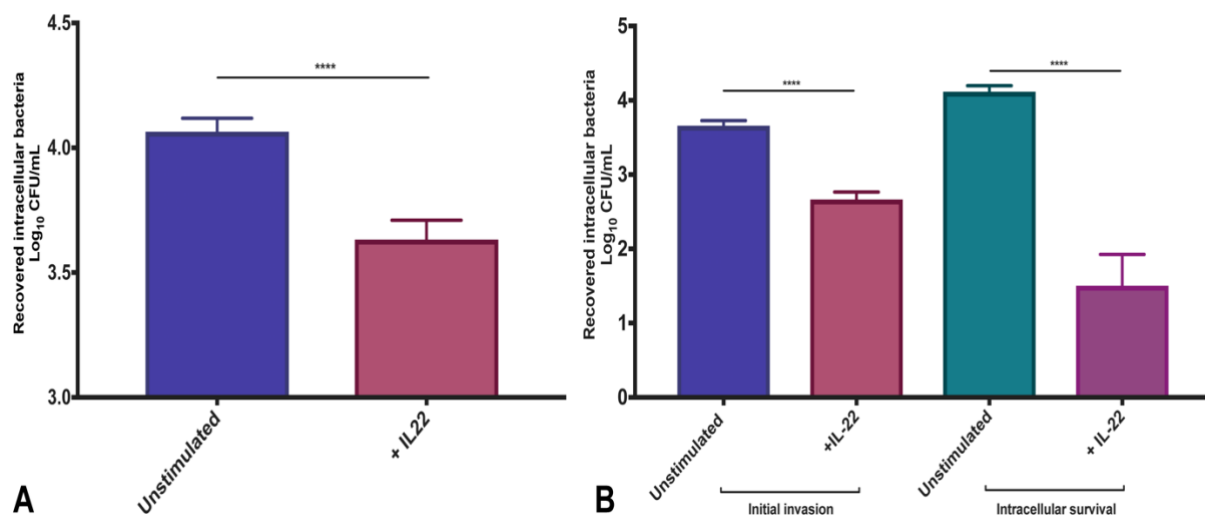 4.5
4.0
3.5
3.0
Recovered intracellular bacteria
Log10 CFU/mL
****
Unstimulated
+ IL22
A
5
4
3
2
1
0
Recovered intracellular bacteria
Log10 CFU/mL
****
****
Unstimulated
+IL-22
Unstimulated
+ IL-22
Initial invasion
Intracellular survival
B